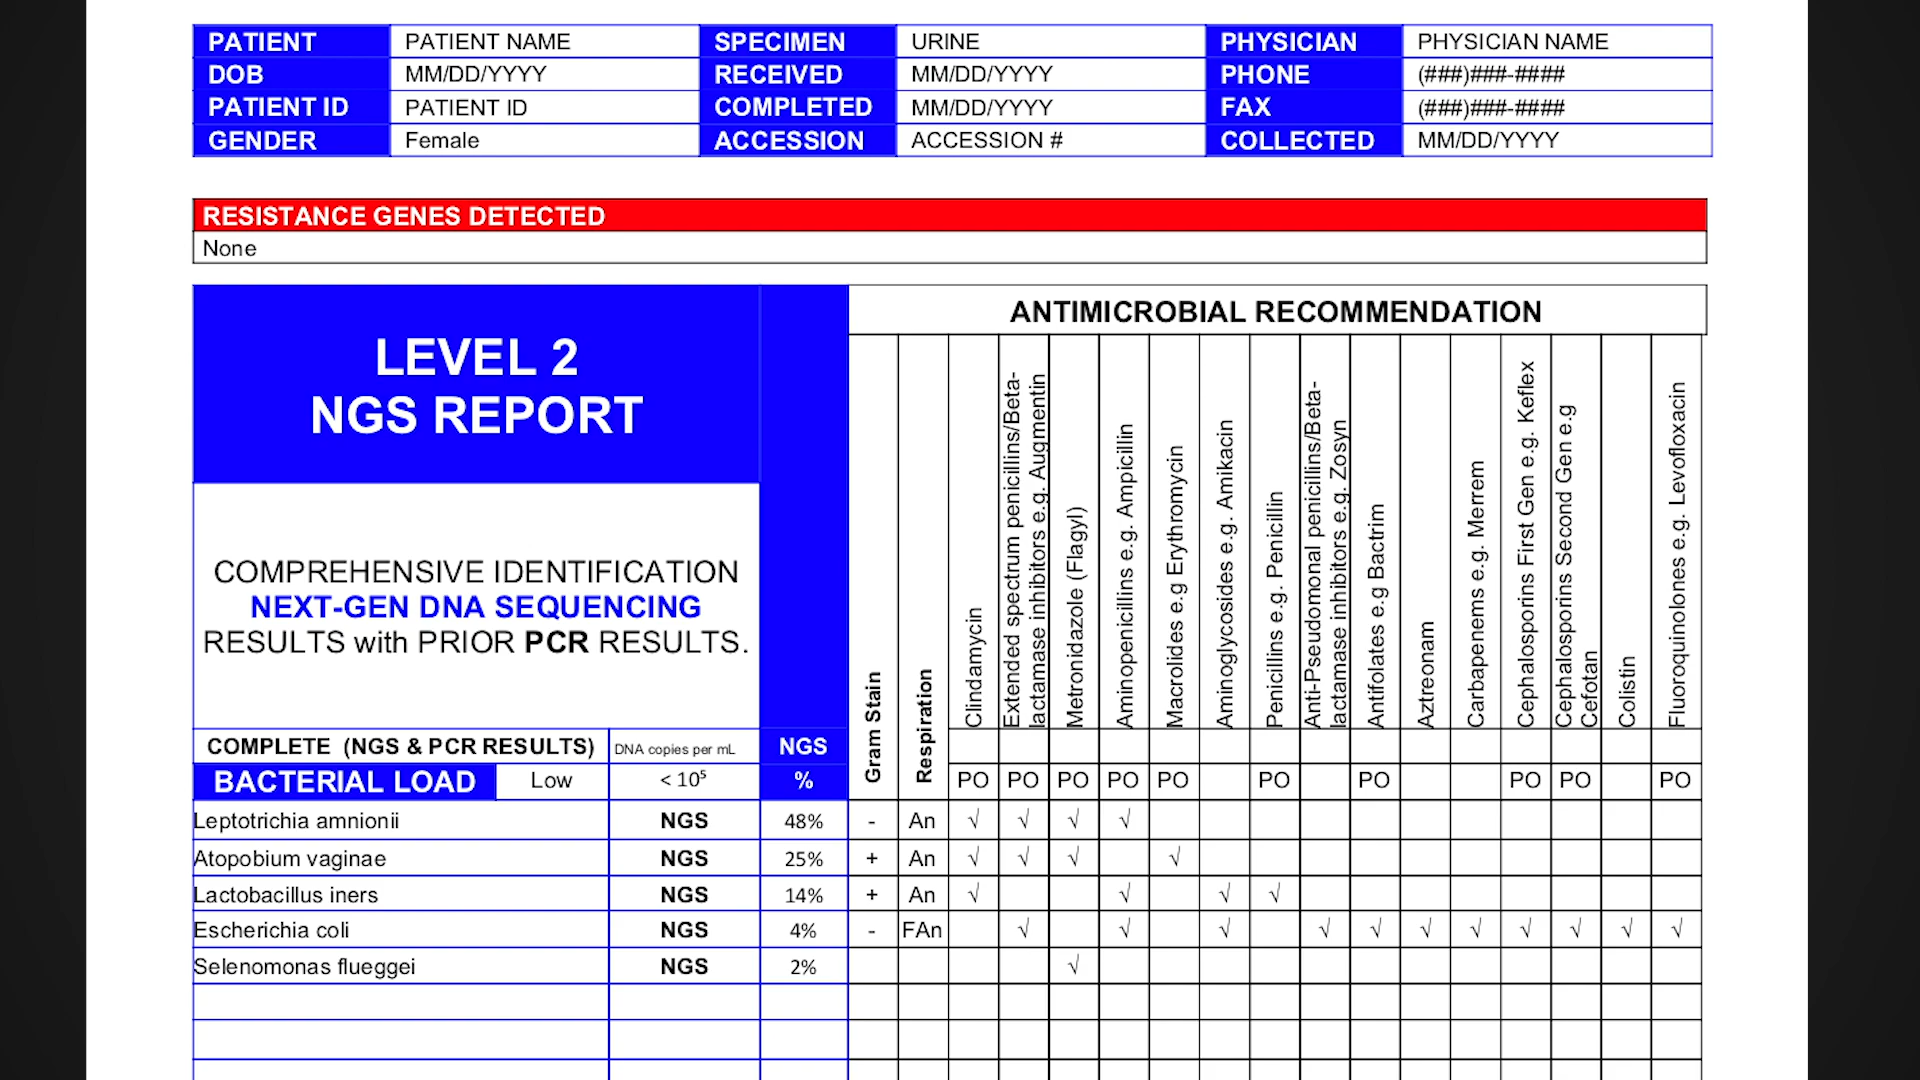 PATIENT PATIENT NAME SPECIMEN URINE PHYSICIAN PHYSICIAN NAME
DOB MM/DD/YYYY RECEIVED MM/DD/YYYY PHONE (###)###-####
PATIENT ID PATIENT ID COMPLETED MM/DD/YYYY FAX (###)###-####
GENDER Female ACCESSION ACCESSION # COLLECTED MM/DD/YYYY
RESISTANCE GENES DETECTED
None
LEVEL 2
NGS REPORT
ANTIMICROBIAL RECOMMENDATION
COMPREHENSIVE IDENTIFICATION
NEXT-GEN DNA SEQUENCING
RESULTS with PRIOR PCR RESULTS.
Gram Stain
Respiration
Clindamycin
Extended spectrum penicillins/Beta-
lactamase inhibitors e.g. Augmentin
Metronidazole (Flagyl)
Aminopenicillins e.g. Ampicillin
Macrolides e.g Erythromycin
Aminoglycosides e.g. Amikacin
Penicillins e.g. Penicillin
Anti-Pseudomonal penicillins/Beta-
lactamase inhibitors e.g. Zosyn
Antifolates e.g Bactrim
Aztreonam
Carbapenems e.g. Merrem
Cephalosporins First Gen e.g. Keflex
Cephalosporins Second Gen e.g
Cefotan
Colistin
Fluoroquinolones e.g. Levofloxacin
COMPLETE (NGS & PCR RESULTS) DNA copies per mL NGS
BACTERIAL LOAD Low < 10⁵ % PO PO PO PO PO PO PO PO PO PO
Leptotrichia amnionii NGS 48% - An √ √ √ √
Atopobium vaginae NGS 25% + An √ √ √ √
Lactobacillus iners NGS 14% + An √ √ √ √
Escherichia coli NGS 4% - FAn √ √ √ √ √ √ √ √ √ √ √
Selenomonas flueggei NGS 2% √